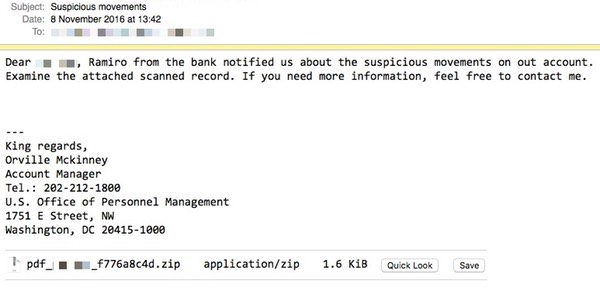 Subject: Suspicious movements
Date: 8 November 2016 at 13:42
To:
Dear , Ramiro from the bank notified us about the suspicious movements on out account.
Examine the attached scanned record. If you need more information, feel free to contact me.
---
King regards,
Orville Mckinney
Account Manager
Tel.: 202-212-1800
U.S. Office of Personnel Management
1751 E Street, NW
Washington, DC 20415-1000
pdf_ _f776a8c4d.zip application/zip 1.6 KiB Quick Look Save